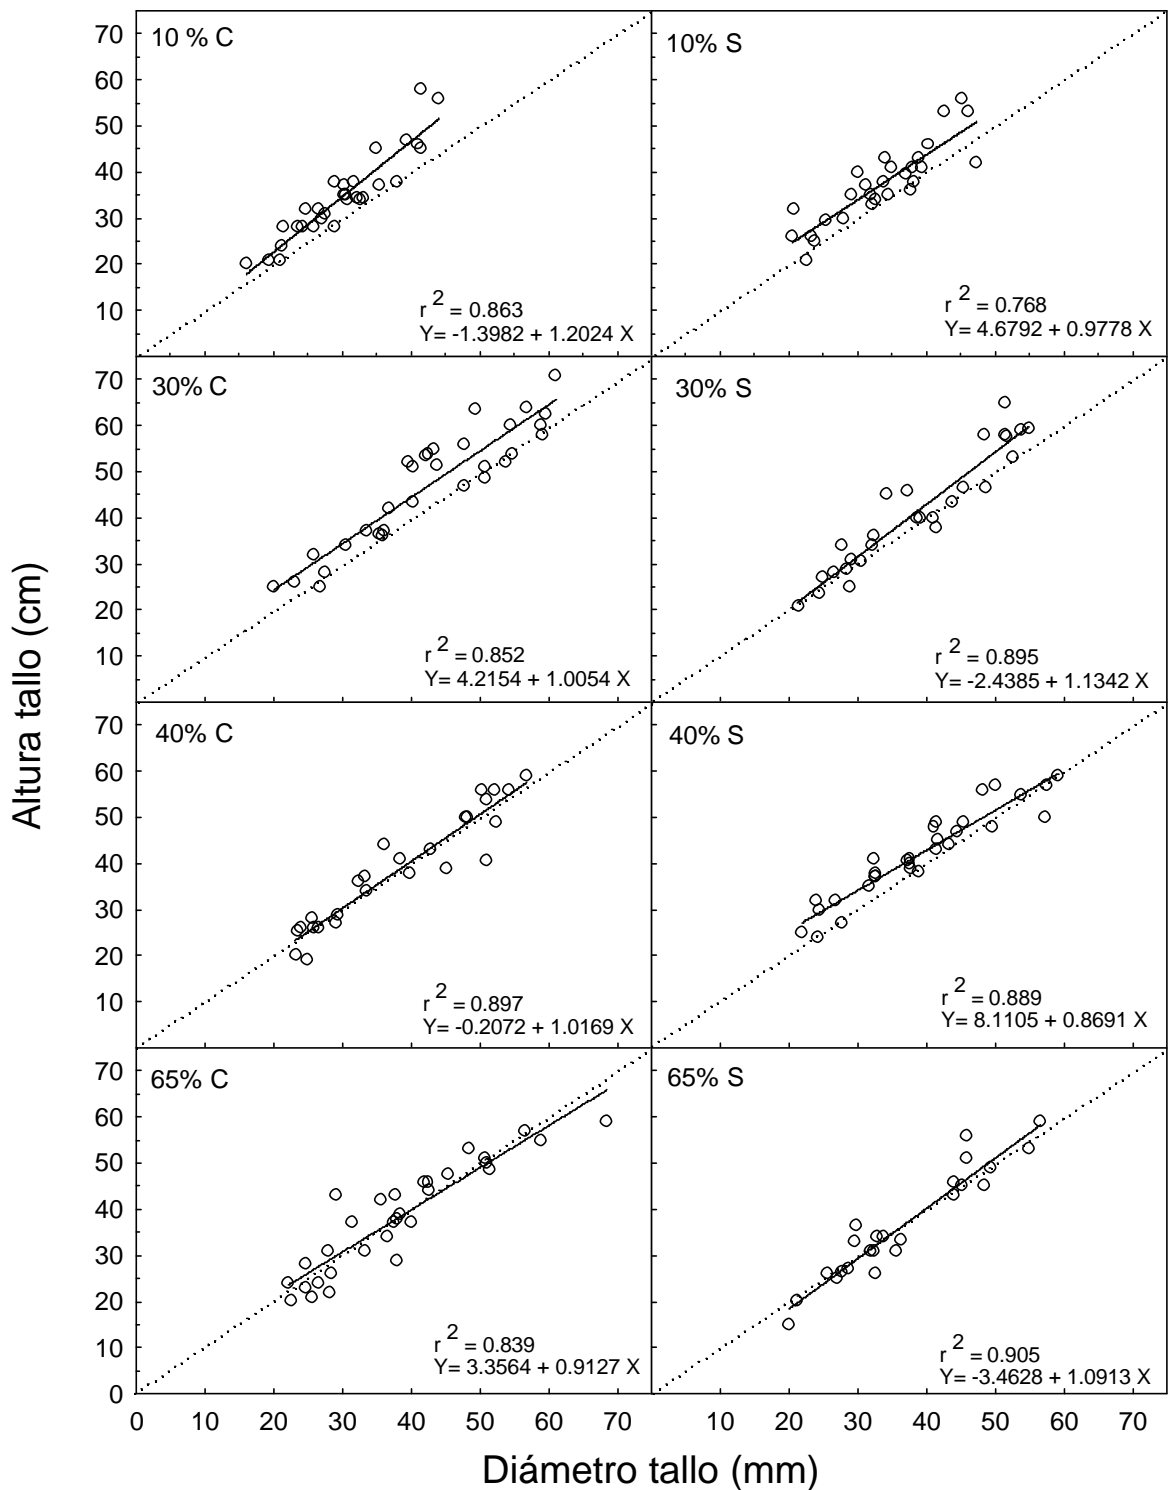 Altura tallo (cm)
70
60
50
40
30
20
10
10 % C
r 2 = 0.863
Y= -1.3982 + 1.2024 X
10% S
r 2 = 0.768
Y= 4.6792 + 0.9778 X
70
60
50
40
30
20
10
30% C
r 2 = 0.852
Y= 4.2154 + 1.0054 X
30% S
r 2 = 0.895
Y= -2.4385 + 1.1342 X
70
60
50
40
30
20
10
40% C
r 2 = 0.897
Y= -0.2072 + 1.0169 X
40% S
r 2 = 0.889
Y= 8.1105 + 0.8691 X
70
60
50
40
30
20
10
0
65% C
r 2 = 0.839
Y= 3.3564 + 0.9127 X
65% S
r 2 = 0.905
Y= -3.4628 + 1.0913 X
0 10 20 30 40 50 60 70 10 20 30 40 50 60 70
Diámetro tallo (mm)